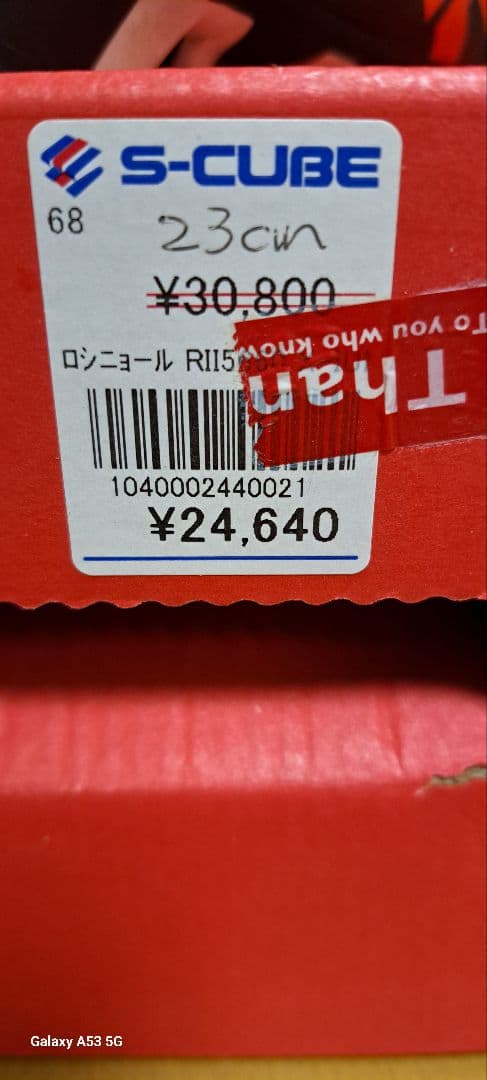 S-CUBE
68
23cm
¥30,800
ロシニョール RII5
To you who know
Than
1040002440021
¥24,640
Galaxy A53 5G